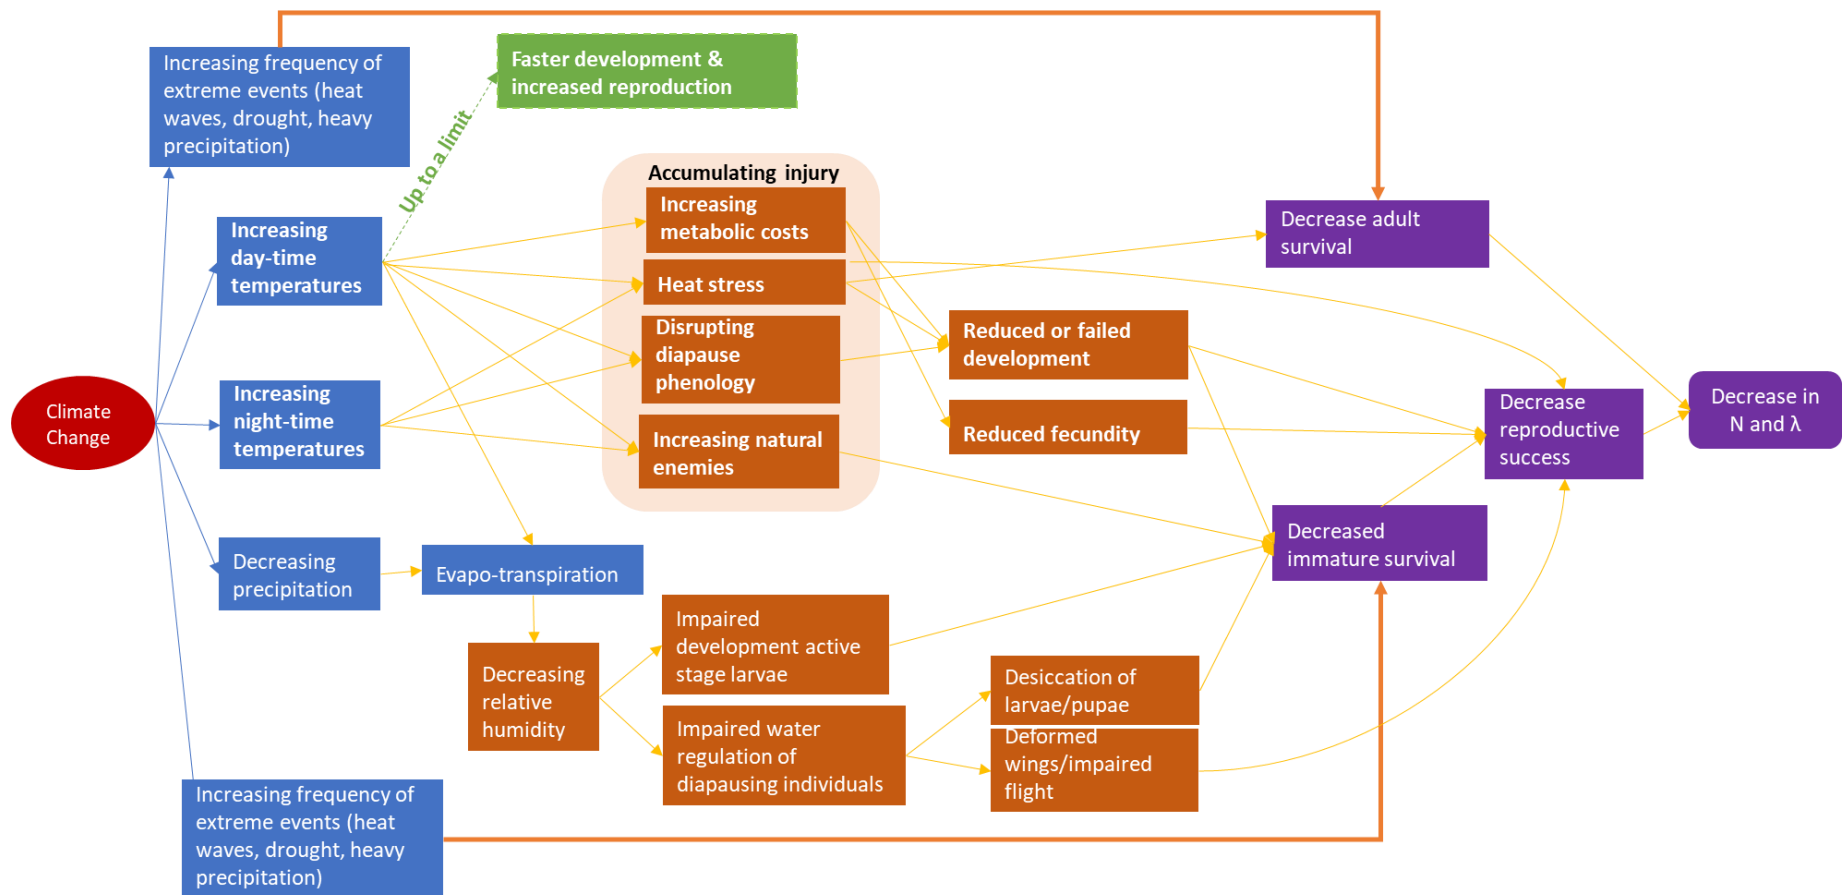 Increasing frequency of
extreme events (heat
waves, drought, heavy
precipitation)
Faster development &
increased reproduction
Up to a limit
Accumulating injury
Increasing
metabolic costs
Heat stress
Disrupting
diapause
phenology
Increasing natural
enemies
Increasing
day-time
temperatures
Climate
Change
Increasing
night-time
temperatures
Decreasing
precipitation
Evapo-transpiration
Decreasing
relative
humidity
Impaired
development active
stage larvae
Impaired water
regulation of
diapausing individuals
Reduced or failed
development
Reduced fecundity
Desiccation of
larvae/pupae
Deformed
wings/impaired
flight
Decrease adult
survival
Decrease
reproductive
success
Decreased
immature survival
Decrease in
N and λ
Increasing frequency of
extreme events (heat
waves, drought, heavy
precipitation)